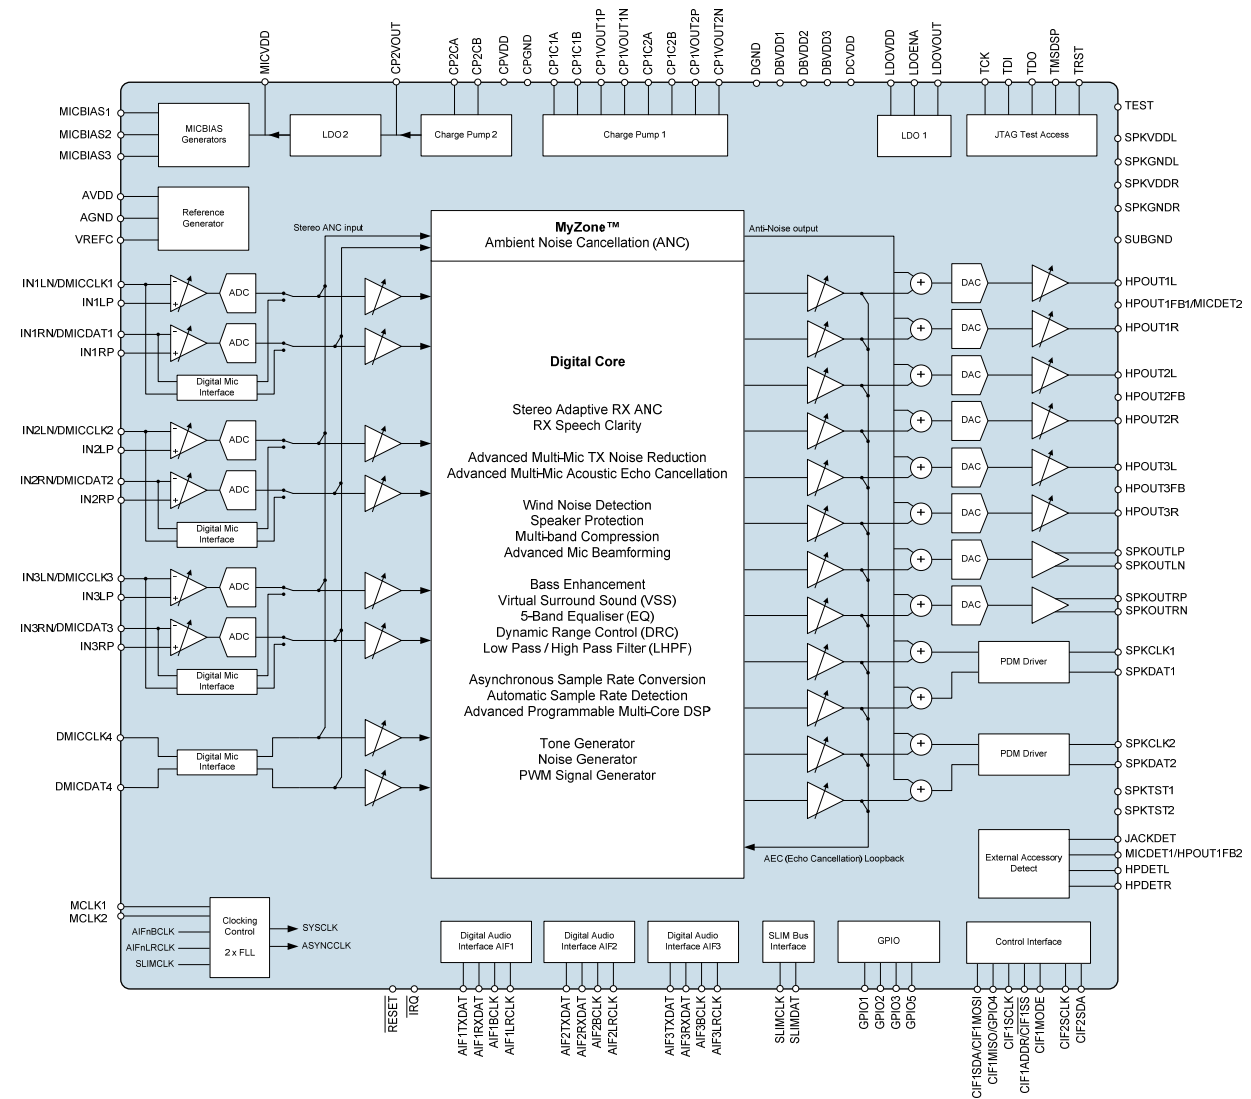 MICVDD
CP2VOUT
CP2CA
CP2CB
CPVDD
CPGND
CP1C1A
CP1C1B
CP1VOUT1P
CP1VOUT1N
CP1C2A
CP1C2B
CP1VOUT2P
CP1VOUT2N
DGND
DBVDD1
DBVDD2
DBVDD3
DCVDD
LDOVDD
LDOENA
LDOVOUT
TCK
TDI
TDO
TMSDSP
TRST
MICBIAS1
MICBIAS2
MICBIAS3
MICBIAS
Generators
LDO 2
Charge Pump 2
Charge Pump 1
LDO 1
JTAG Test Access
TEST
SPKVDDL
SPKGNDL
SPKVDDR
SPKGNDR
SUBGND
AVDD
AGND
VREFC
Reference
Generator
Stereo ANC input
MyZone™
Ambient Noise Cancellation (ANC)
Anti-Noise output
IN1LN/DMICCLK1
IN1LP
IN1RN/DMICDAT1
IN1RP
- + ADC
- + ADC
Digital Mic
Interface
IN2LN/DMICCLK2
IN2LP
IN2RN/DMICDAT2
IN2RP
- + ADC
- + ADC
Digital Mic
Interface
IN3LN/DMICCLK3
IN3LP
IN3RN/DMICDAT3
IN3RP
- + ADC
- + ADC
Digital Mic
Interface
DMICCLK4
DMICDAT4
Digital Mic
Interface
Digital Core
Stereo Adaptive RX ANC
RX Speech Clarity
Advanced Multi-Mic TX Noise Reduction
Advanced Multi-Mic Acoustic Echo Cancellation
Wind Noise Detection
Speaker Protection
Multi-band Compression
Advanced Mic Beamforming
Bass Enhancement
Virtual Surround Sound (VSS)
5-Band Equaliser (EQ)
Dynamic Range Control (DRC)
Low Pass / High Pass Filter (LHPF)
Asynchronous Sample Rate Conversion
Automatic Sample Rate Detection
Advanced Programmable Multi-Core DSP
Tone Generator
Noise Generator
PWM Signal Generator
+ DAC HPOUT1L
HPOUT1FB1/MICDET2
+ DAC HPOUT1R
+ DAC HPOUT2L
HPOUT2FB
+ DAC HPOUT2R
+ DAC HPOUT3L
HPOUT3FB
+ DAC HPOUT3R
+ DAC SPKOUTLP
SPKOUTLN
+ DAC SPKOUTRP
SPKOUTRN
+ PDM Driver SPKCLK1
+ SPKDAT1
+ PDM Driver SPKCLK2
+ SPKDAT2
SPKTST1
SPKTST2
AEC (Echo Cancellation) Loopback
External Accessory
Detect
JACKDET
MICDET1/HPOUT1FB2
HPDETL
HPDETR
MCLK1
MCLK2
AIFnBCLK
AIFnLRCLK
SLIMCLK
Clocking
Control
2 x FLL
SYSCLK
ASYNCCLK
Digital Audio
Interface AIF1
Digital Audio
Interface AIF2
Digital Audio
Interface AIF3
SLIM Bus
Interface
GPIO
Control Interface
RESET
IRQ
AIF1TXDAT
AIF1RXDAT
AIF1BCLK
AIF1LRCLK
AIF2TXDAT
AIF2RXDAT
AIF2BCLK
AIF2LRCLK
AIF3TXDAT
AIF3RXDAT
AIF3BCLK
AIF3LRCLK
SLIMCLK
SLIMDAT
GPIO1
GPIO2
GPIO3
GPIO5
CIF1SDA/CIF1MOSI
CIF1MISO/GPIO4
CIF1SCLK
CIF1ADDR/CIF1SS
CIF1MODE
CIF2SCLK
CIF2SDA